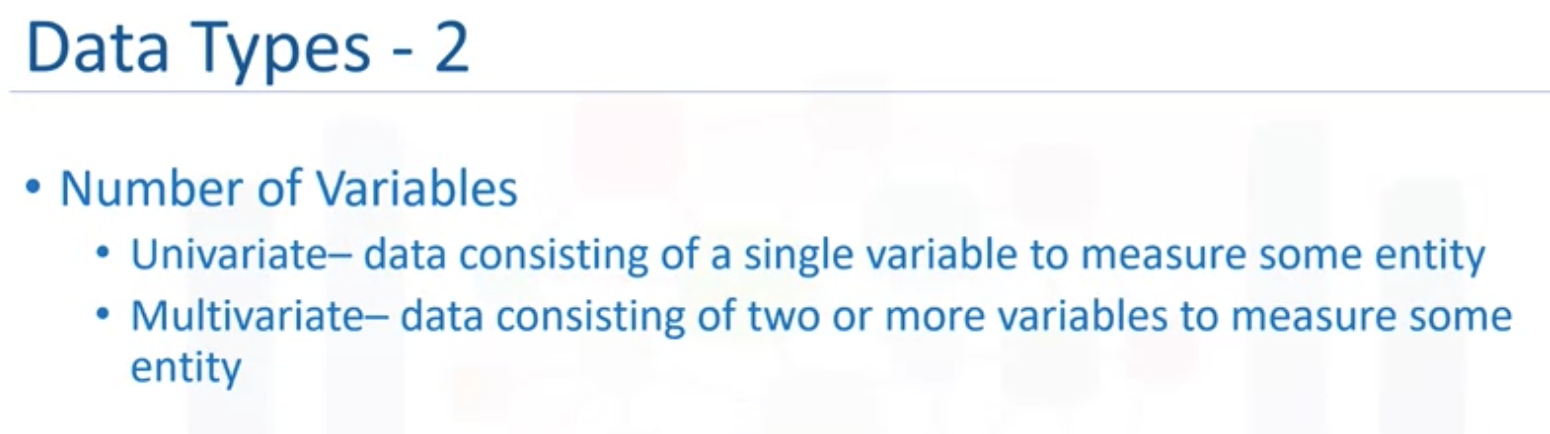 Data Types - 2
• Number of Variables
• Univariate– data consisting of a single variable to measure some entity
• Multivariate– data consisting of two or more variables to measure some
entity